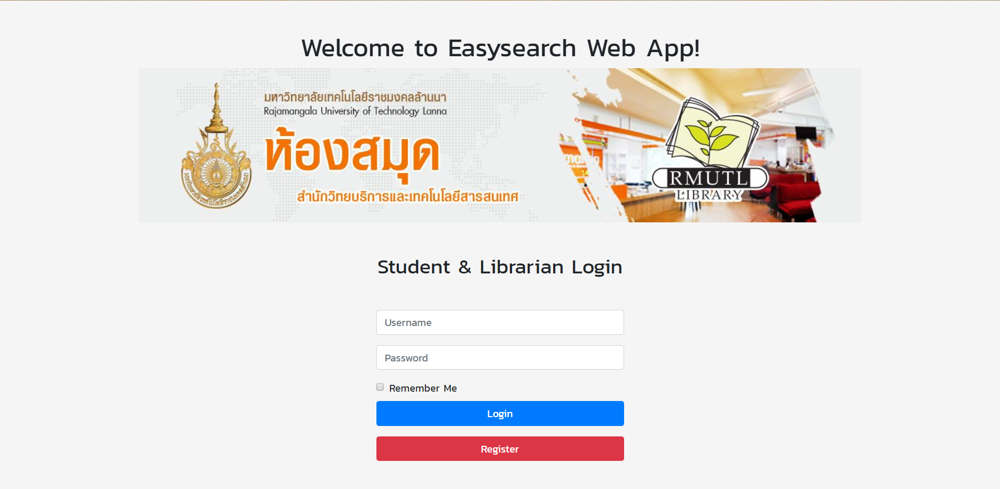 Welcome to Easysearch Web App!
มหาวิทยาลัยเทคโนโลยีราชมงคลล้านนา
Rajamangala University of Technology Lanna
ห้องสมุด
สำนักวิทยบริการและเทคโนโลยีสารสนเทศ
RMUTL
LIBRARY
Student & Librarian Login
Username
Password
Remember Me
Login
Register